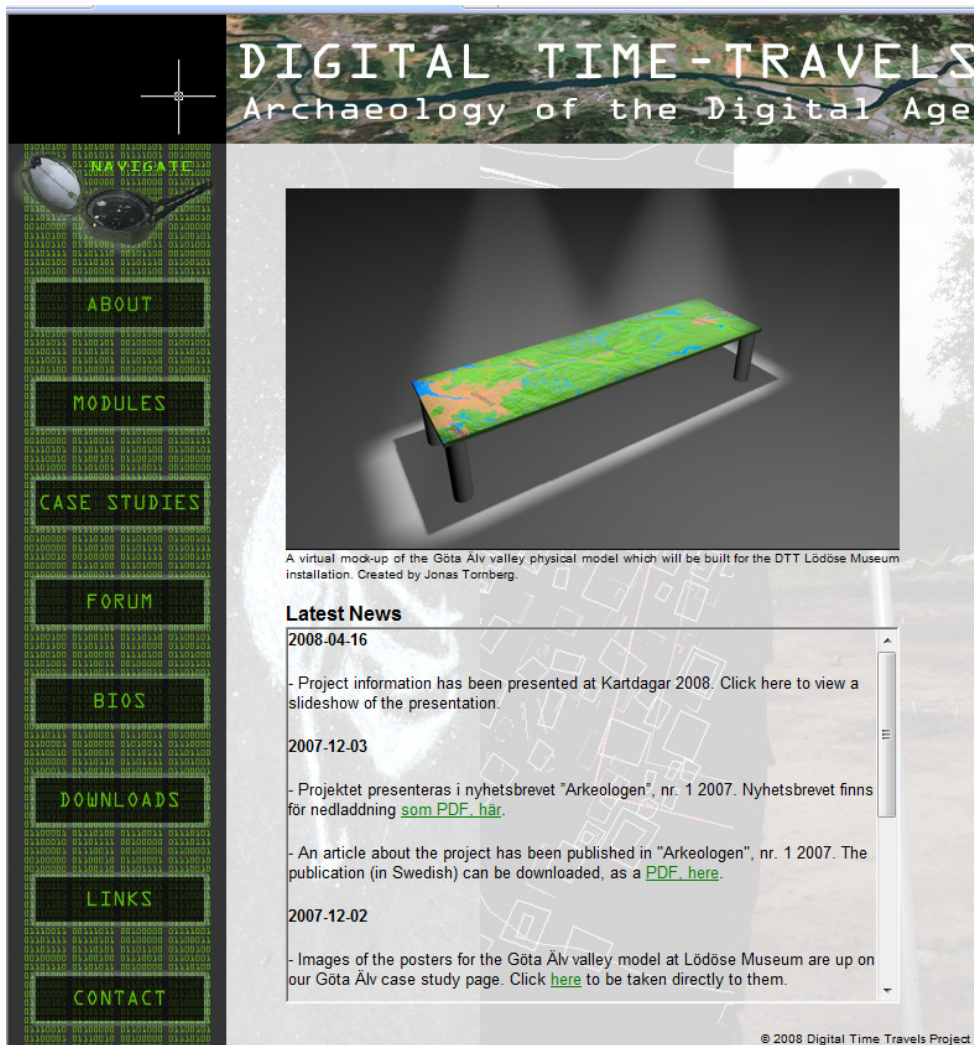 DIGITAL TIME-TRAVELS
Archaeology of the Digital Age
NAVIGATE
ABOUT
MODULES
CASE STUDIES
FORUM
BIOS
DOWNLOADS
LINKS
CONTACT
A virtual mock-up of the Göta Älv valley physical model which will be built for the DTT Lödöse Museum
installation. Created by Jonas Tornberg.
Latest News
2008-04-16
- Project information has been presented at Kartdagar 2008. Click here to view a
slideshow of the presentation.
2007-12-03
- Projektet presenteras i nyhetsbrevet ”Arkeologen”, nr. 1 2007. Nyhetsbrevet finns
för nedladdning som PDF, här.
- An article about the project has been published in "Arkeologen", nr. 1 2007. The
publication (in Swedish) can be downloaded, as a PDF, here.
2007-12-02
- Images of the posters for the Göta Älv valley model at Lödöse Museum are up on
our Göta Älv case study page. Click here to be taken directly to them.
© 2008 Digital Time Travels Project